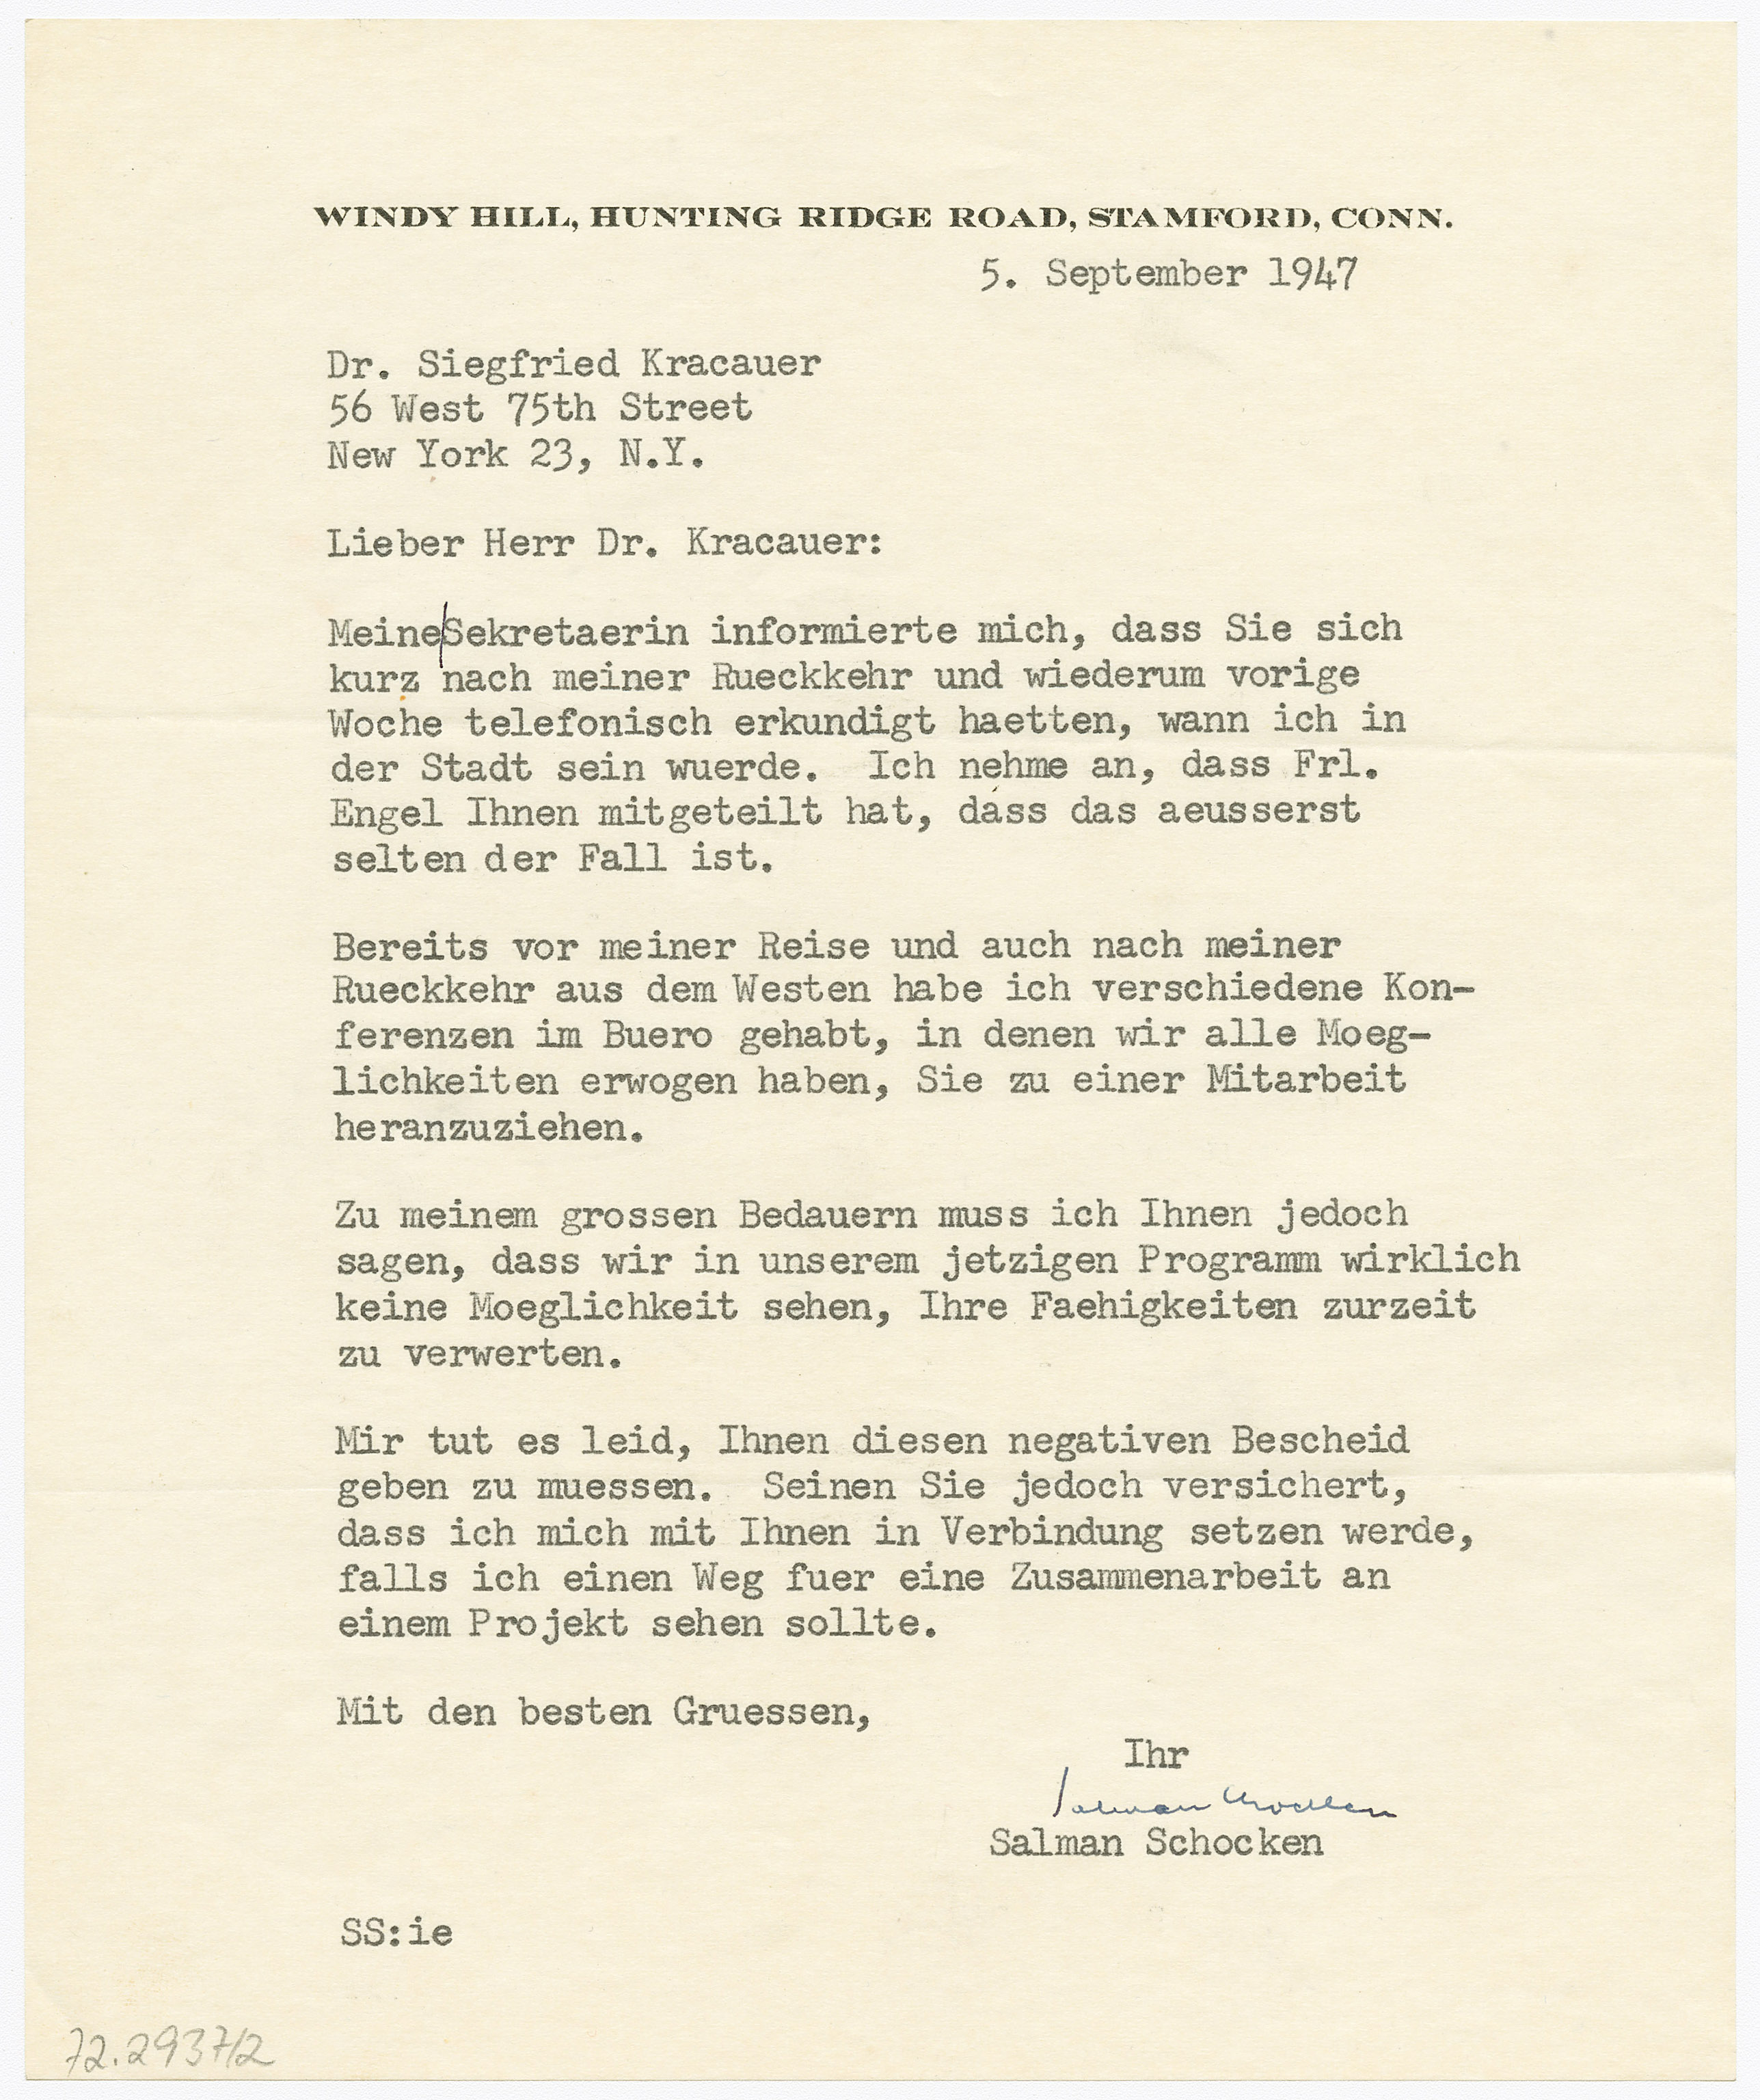 WINDY HILL, HUNTING RIDGE ROAD, STAMFORD, CONN.
5. September 1947
Dr. Siegfried Kracauer
56 West 75th Street
New York 23, N.Y.
Lieber Herr Dr. Kracauer:
Meine|Sekretaerin informierte mich, dass Sie sich
kurz nach meiner Rueckkehr und wiederum vorige
Woche telefonisch erkundigt haetten, wann ich in
der Stadt sein wuerde. Ich nehme an, dass Frl.
Engel Ihnen mitgeteilt hat, dass das aeusserst
selten der Fall ist.
Bereits vor meiner Reise und auch nach meiner
Rueckkehr aus dem Westen habe ich verschiedene Kon-
ferenzen im Buero gehabt, in denen wir alle Moeg-
lichkeiten erwogen haben, Sie zu einer Mitarbeit
heranzuziehen.
Zu meinem grossen Bedauern muss ich Ihnen jedoch
sagen, dass wir in unserem jetzigen Programm wirklich
keine Moeglichkeit sehen, Ihre Faehigkeiten zurzeit
zu verwerten.
Mir tut es leid, Ihnen diesen negativen Bescheid
geben zu muessen. Seinen Sie jedoch versichert,
dass ich mich mit Ihnen in Verbindung setzen werde,
falls ich einen Weg fuer eine Zusammenarbeit an
einem Projekt sehen sollte.
Mit den besten Gruessen,
Ihr
Salman Schocken
Salman Schocken
SS:ie
72.2937/2